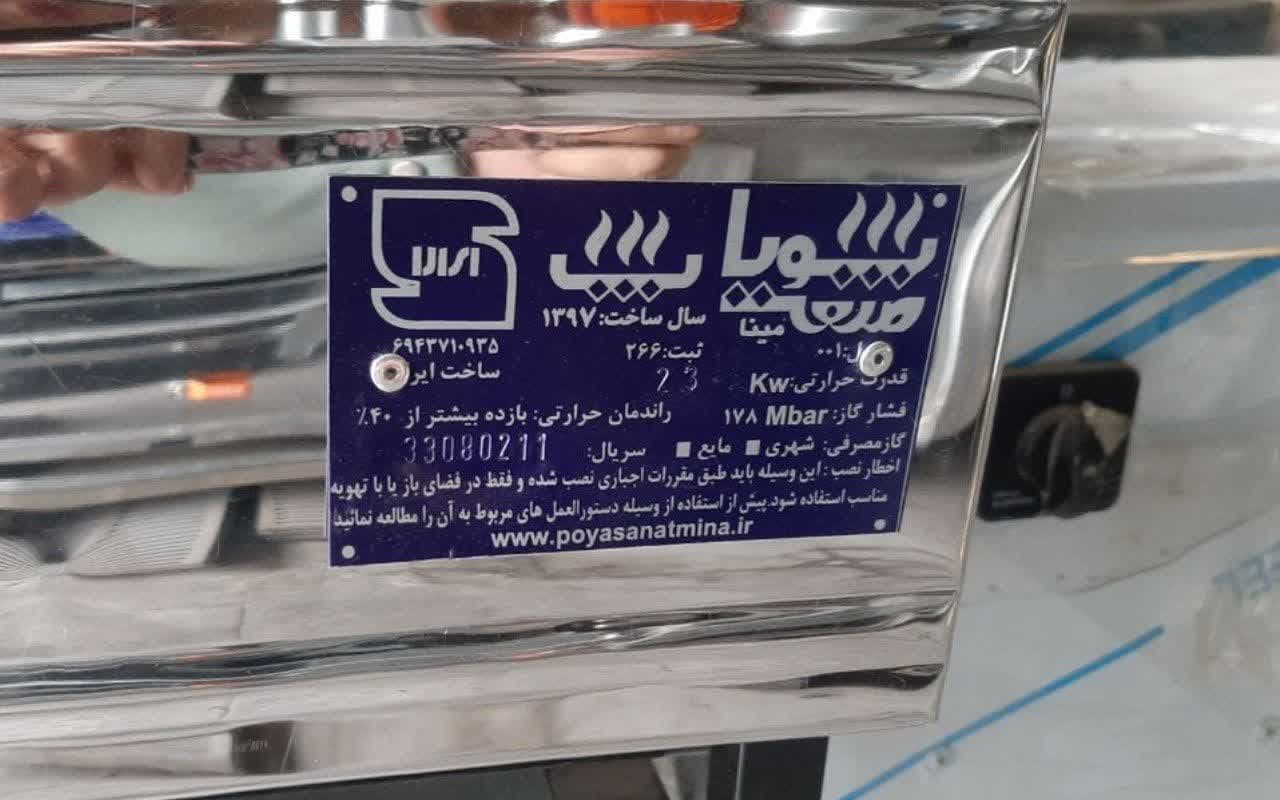 پویا پخت
صنعت مینا
سال ساخت: ۱۳۹۷
۶۹۴۳۷۱۰۹۳۵
ثبت: ۲۶۶
ل: ۰۰۱
ساخت ایران
قدرت حرارتی: Kw 23
فشار گاز: ۱۷۸ Mbar راندمان حرارتی: بازده بیشتر از ۴۰٪
گازمصرفی: شهری ■ مایع ■ سریال: 33080211
اخطار نصب: این وسیله باید طبق مقررات اجباری نصب شده و فقط در فضای باز یا با تهویه
مناسب استفاده شود. پیش از استفاده از وسیله دستورالعمل های مربوط به آن را مطالعه نمائید
www.poyasanatmina.ir